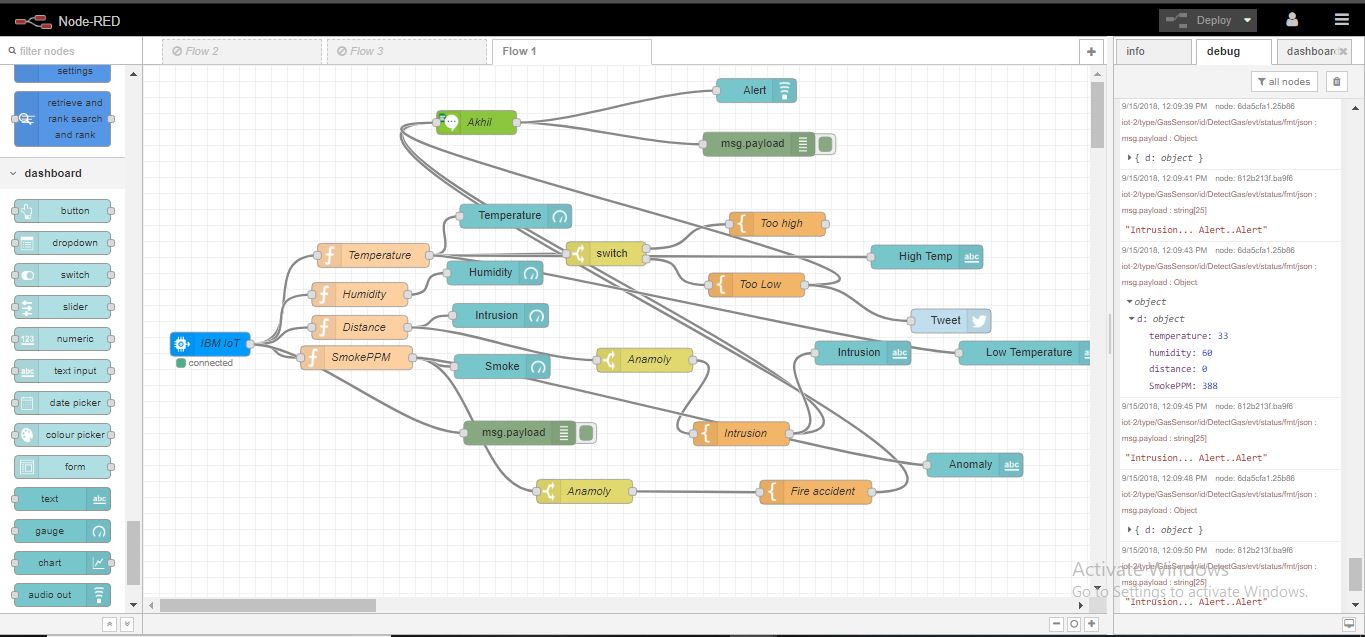 Node-RED
Deploy
filter nodes
Flow 2
Flow 3
Flow 1
info
debug
dashboard
all nodes
settings
retrieve and
rank search
and rank
dashboard
button
dropdown
switch
slider
numeric
text input
date picker
colour picker
form
text
gauge
chart
audio out
Alert
Akhil
msg.payload
Temperature
Too high
Temperature
switch
High Temp
Humidity
Too Low
Humidity
Intrusion
Tweet
Distance
IBM IoT
connected
SmokePPM
Smoke
Anamoly
Intrusion
Low Temperature
msg.payload
Intrusion
Anomaly
Anamoly
Fire accident
9/15/2018, 12:09:39 PM node: 6da5cfa1.25b86
iot-2/type/GasSensor/id/DetectGas/evt/status/fmt/json :
msg.payload : Object
{ d: object }
9/15/2018, 12:09:41 PM node: 812b213f.ba9f6
iot-2/type/GasSensor/id/DetectGas/evt/status/fmt/json :
msg.payload : string[25]
"Intrusion... Alert..Alert"
9/15/2018, 12:09:43 PM node: 6da5cfa1.25b86
iot-2/type/GasSensor/id/DetectGas/evt/status/fmt/json :
msg.payload : Object
object
d: object
temperature: 33
humidity: 60
distance: 0
SmokePPM: 388
9/15/2018, 12:09:45 PM node: 812b213f.ba9f6
iot-2/type/GasSensor/id/DetectGas/evt/status/fmt/json :
msg.payload : string[25]
"Intrusion... Alert..Alert"
9/15/2018, 12:09:48 PM node: 6da5cfa1.25b86
iot-2/type/GasSensor/id/DetectGas/evt/status/fmt/json :
msg.payload : Object
{ d: object }
9/15/2018, 12:09:50 PM node: 812b213f.ba9f6
iot-2/type/GasSensor/id/DetectGas/evt/status/fmt/json :
msg.payload : string[25]
"Intrusion... Alert..Alert"
Activate Windows
Go to Settings to activate Windows.